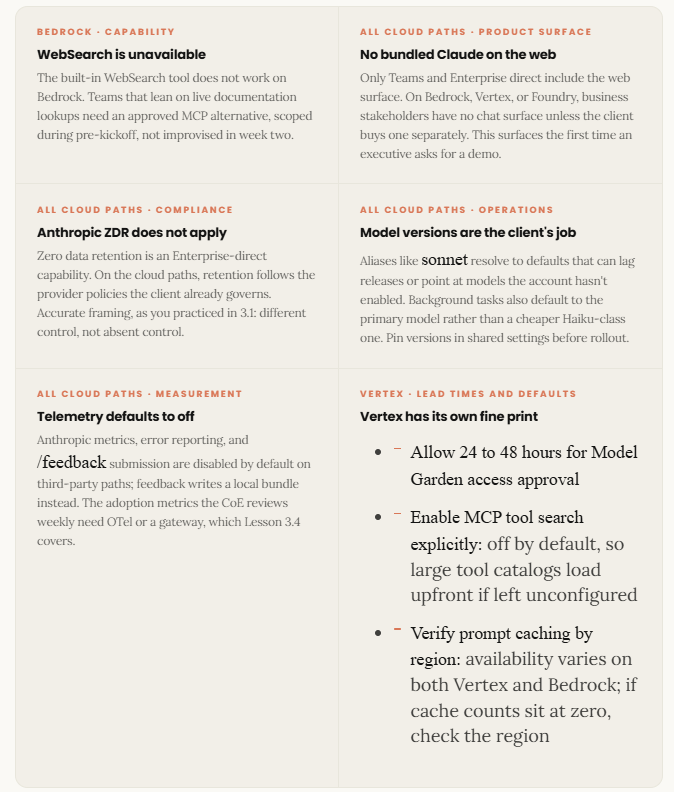 BEDROCK · CAPABILITY
WebSearch is unavailable
The built-in WebSearch tool does not work on
Bedrock. Teams that lean on live documentation
lookups need an approved MCP alternative, scoped
during pre-kickoff, not improvised in week two.
ALL CLOUD PATHS · PRODUCT SURFACE
No bundled Claude on the web
Only Teams and Enterprise direct include the web
surface. On Bedrock, Vertex, or Foundry, business
stakeholders have no chat surface unless the client
buys one separately. This surfaces the first time an
executive asks for a demo.
ALL CLOUD PATHS · COMPLIANCE
Anthropic ZDR does not apply
Zero data retention is an Enterprise-direct
capability. On the cloud paths, retention follows the
provider policies the client already governs.
Accurate framing, as you practiced in 3.1: different
control, not absent control.
ALL CLOUD PATHS · OPERATIONS
Model versions are the client's job
Aliases like sonnet resolve to defaults that can lag
releases or point at models the account hasn't
enabled. Background tasks also default to the
primary model rather than a cheaper Haiku-class
one. Pin versions in shared settings before rollout.
ALL CLOUD PATHS · MEASUREMENT
Telemetry defaults to off
Anthropic metrics, error reporting, and
/feedback submission are disabled by default on
third-party paths; feedback writes a local bundle
instead. The adoption metrics the CoE reviews
weekly need OTel or a gateway, which Lesson 3.4
covers.
VERTEX · LEAD TIMES AND DEFAULTS
Vertex has its own fine print
• – Allow 24 to 48 hours for Model
Garden access approval
• – Enable MCP tool search
explicitly: off by default, so
large tool catalogs load
upfront if left unconfigured
• – Verify prompt caching by
region: availability varies on
both Vertex and Bedrock; if
cache counts sit at zero,
check the region